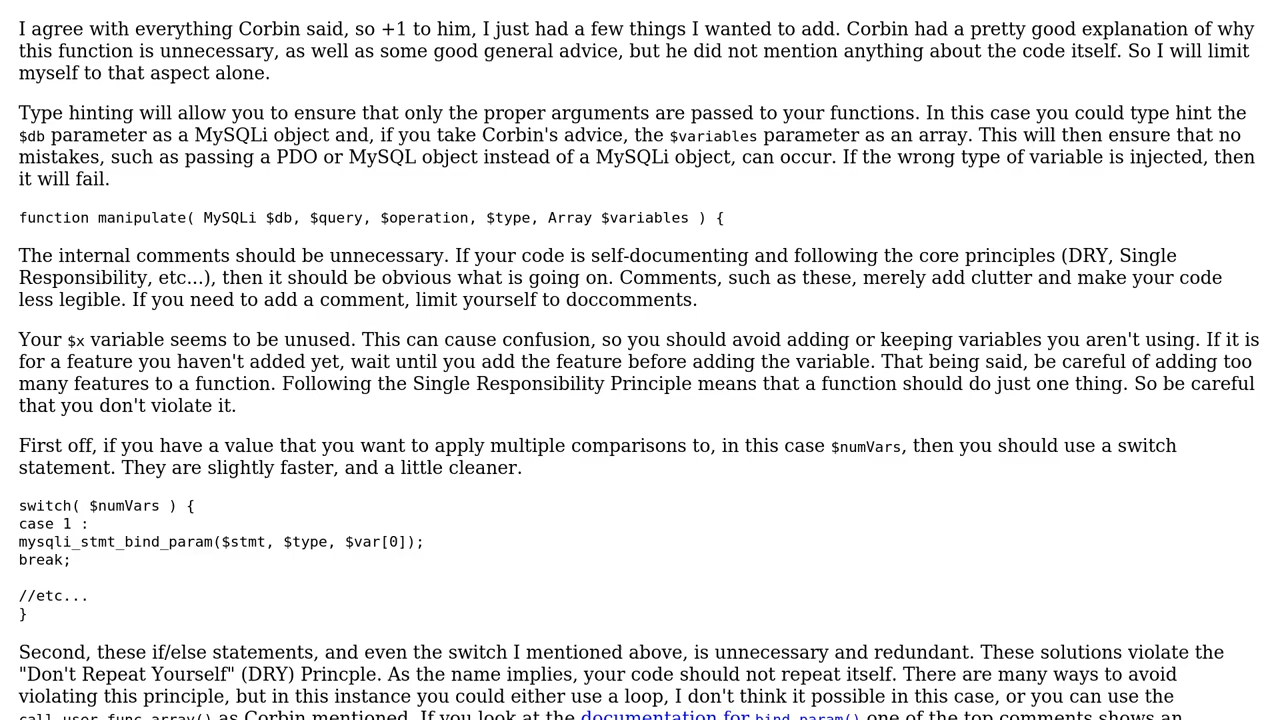 I agree with everything Corbin said, so +1 to him, I just had a few things I wanted to add. Corbin had a pretty good explanation of why
this function is unnecessary, as well as some good general advice, but he did not mention anything about the code itself. So I will limit
myself to that aspect alone.
Type hinting will allow you to ensure that only the proper arguments are passed to your functions. In this case you could type hint the
$db parameter as a MySQLi object and, if you take Corbin's advice, the $variables parameter as an array. This will then ensure that no
mistakes, such as passing a PDO or MySQL object instead of a MySQLi object, can occur. If the wrong type of variable is injected, then
it will fail.
function manipulate( MySQLi $db, $query, $operation, $type, Array $variables ) {
The internal comments should be unnecessary. If your code is self-documenting and following the core principles (DRY, Single
Responsibility, etc...), then it should be obvious what is going on. Comments, such as these, merely add clutter and make your code
less legible. If you need to add a comment, limit yourself to doccomments.
Your $x variable seems to be unused. This can cause confusion, so you should avoid adding or keeping variables you aren't using. If it is
for a feature you haven't added yet, wait until you add the feature before adding the variable. That being said, be careful of adding too
many features to a function. Following the Single Responsibility Principle means that a function should do just one thing. So be careful
that you don't violate it.
First off, if you have a value that you want to apply multiple comparisons to, in this case $numVars, then you should use a switch
statement. They are slightly faster, and a little cleaner.
switch( $numVars ) {
case 1 :
mysqli_stmt_bind_param($stmt, $type, $var[0]);
break;
//etc...
}
Second, these if/else statements, and even the switch I mentioned above, is unnecessary and redundant. These solutions violate the
"Don't Repeat Yourself" (DRY) Princple. As the name implies, your code should not repeat itself. There are many ways to avoid
violating this principle, but in this instance you could either use a loop, I don't think it possible in this case, or you can use the
call_user_func_array() as Corbin mentioned. If you look at the documentation for bind_param() one of the top comments shows an